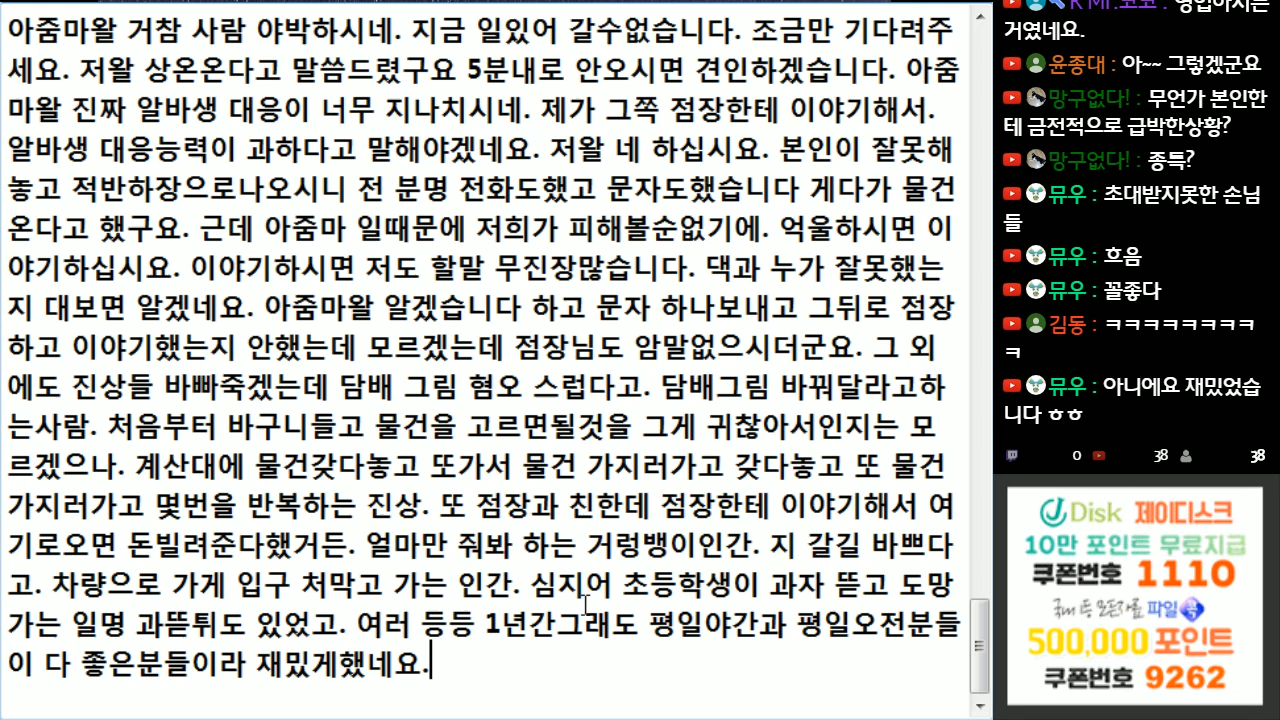 아줌마왈 거참 사람 야박하시네. 지금 일있어 갈수없습니다. 조금만 기다려주
세요. 저왈 상온온다고 말씀드렸구요 5분내로 안오시면 견인하겠습니다. 아줌
마왈 진짜 알바생 대응이 너무 지나치시네. 제가 그쪽 점장한테 이야기해서.
알바생 대응능력이 과하다고 말해야겠네요. 저왈 네 하십시요. 본인이 잘못해
놓고 적반하장으로나오시니 전 분명 전화도했고 문자도했습니다 게다가 물건
온다고 했구요. 근데 아줌마 일때문에 저희가 피해볼순없기에. 억울하시면 이
야기하십시요. 이야기하시면 저도 할말 무진장많습니다. 댁과 누가 잘못했는
지 대보면 알겠네요. 아줌마왈 알겠습니다 하고 문자 하나보내고 그뒤로 점장
하고 이야기했는지 안했는데 모르겠는데 점장님도 암말없으시더군요. 그 외
에도 진상들 바빠죽겠는데 담배 그림 혐오 스럽다고. 담배그림 바꿔달라고하
는사람. 처음부터 바구니들고 물건을 고르면될것을 그게 귀찮아서인지는 모
르겠으나. 계산대에 물건갖다놓고 또가서 물건 가지러가고 갖다놓고 또 물건
가지러가고 몇번을 반복하는 진상. 또 점장과 친한데 점장한테 이야기해서 여
기로오면 돈빌려준다했거든. 얼마만 줘봐 하는 거렁뱅이인간. 지 갈길 바쁘다
고. 차량으로 가게 입구 처막고 가는 인간. 심지어 초등학생이 과자 뜯고 도망
가는 일명 과뜯튀도 있었고. 여러 등등 1년간그래도 평일야간과 평일오전분들
이 다 좋은분들이라 재밌게했네요.
거였네요.
윤종대 : 아~~ 그렇겠군요
망구없다! : 무언가 본인한
테 금전적으로 급박한상황?
망구없다! : 종특?
뮤우 : 초대받지못한 손님
들
뮤우 : 흐음
뮤우 : 꼴좋다
김동 : ㅋㅋㅋㅋㅋㅋㅋㅋ
ㅋ
뮤우 : 아니에요 재밌었습
니다 ㅎㅎ
0 38 38
Disk 제이디스크
10만 포인트 무료지급
쿠폰번호 1110
파일콕
500,000 포인트
쿠폰번호 9262